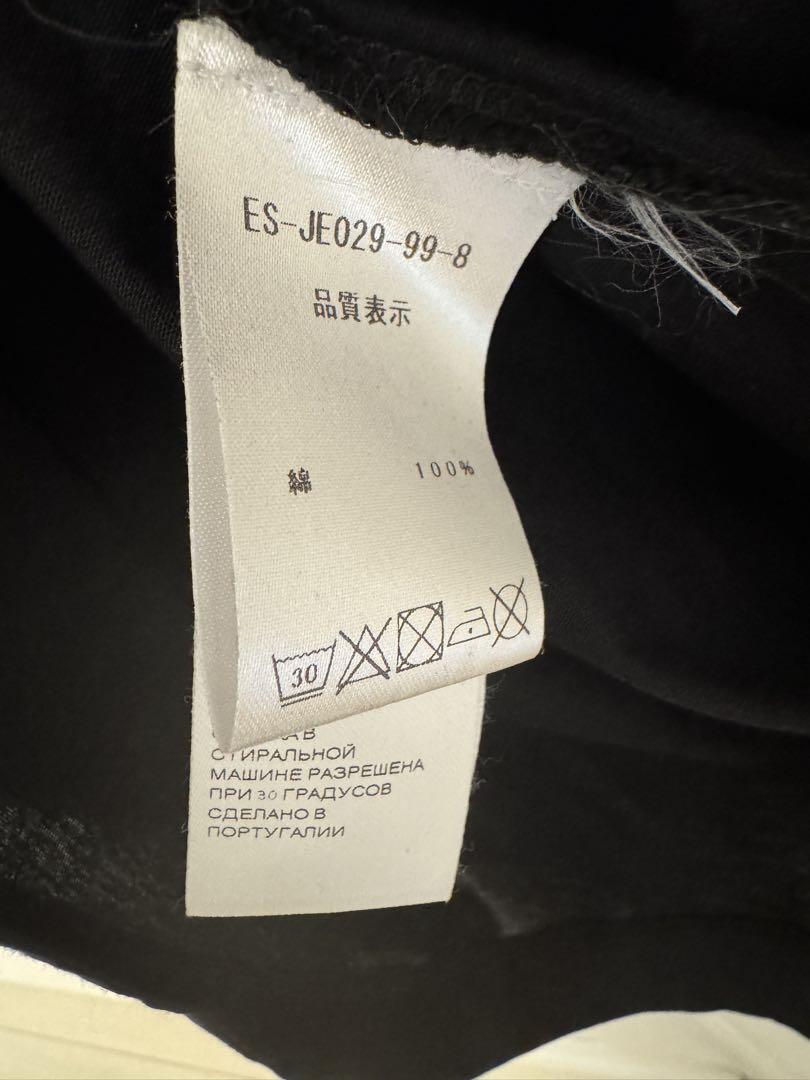 ES-JE029-99-8
品質表示
綿 100%
30
СТИРАЛЬНОЙ
МАШИНЕ РАЗРЕШЕНА
ПРИ 30 ГРАДУСОВ
СДЕЛАНО В
ПОРТУГАЛИИ